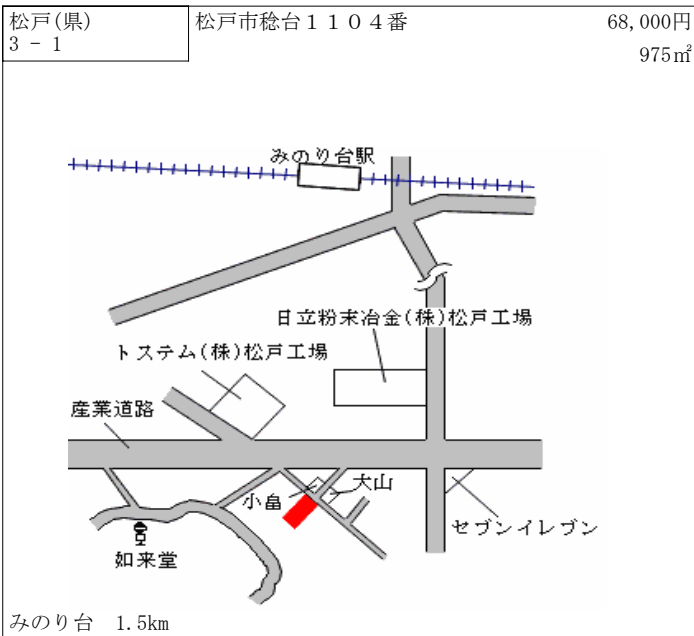 松戸(県)
3 - 1
松戸市稔台１１０４番
68,000円
975㎡
みのり台駅
日立粉末冶金(株)松戸工場
トステム(株)松戸工場
産業道路
小畠
大山
セブンイレブン
如来堂
みのり台　1.5km